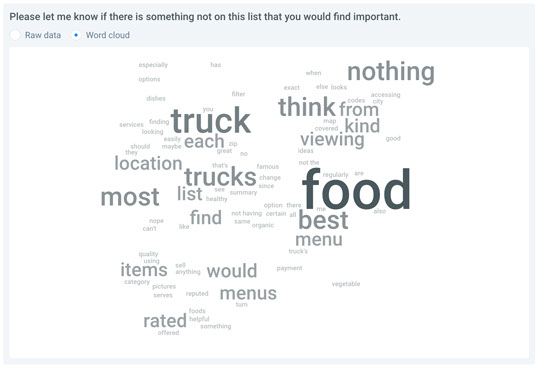 Please let me know if there is something not on this list that you would find important.
Raw data Word cloud
especially has
nothing
when
options
exact else looks
filter
accessing
dishes
codes city
think from
you
truck
map
kind
services finding
covered
looking
viewing
easily
each zip
good
should maybe
great no
ideas
they
location
that's famous
not the
trucks
regularly are
change
food
since
most list see summary
healthy
option there
me
also
find
not having certain all
best
nope
same
can't like organic
menu
truck's
quality
using
items sell would
payment
anything
category
pictures
vegetable
serves reputed menus
turn
foods
rated helpful
something
offered